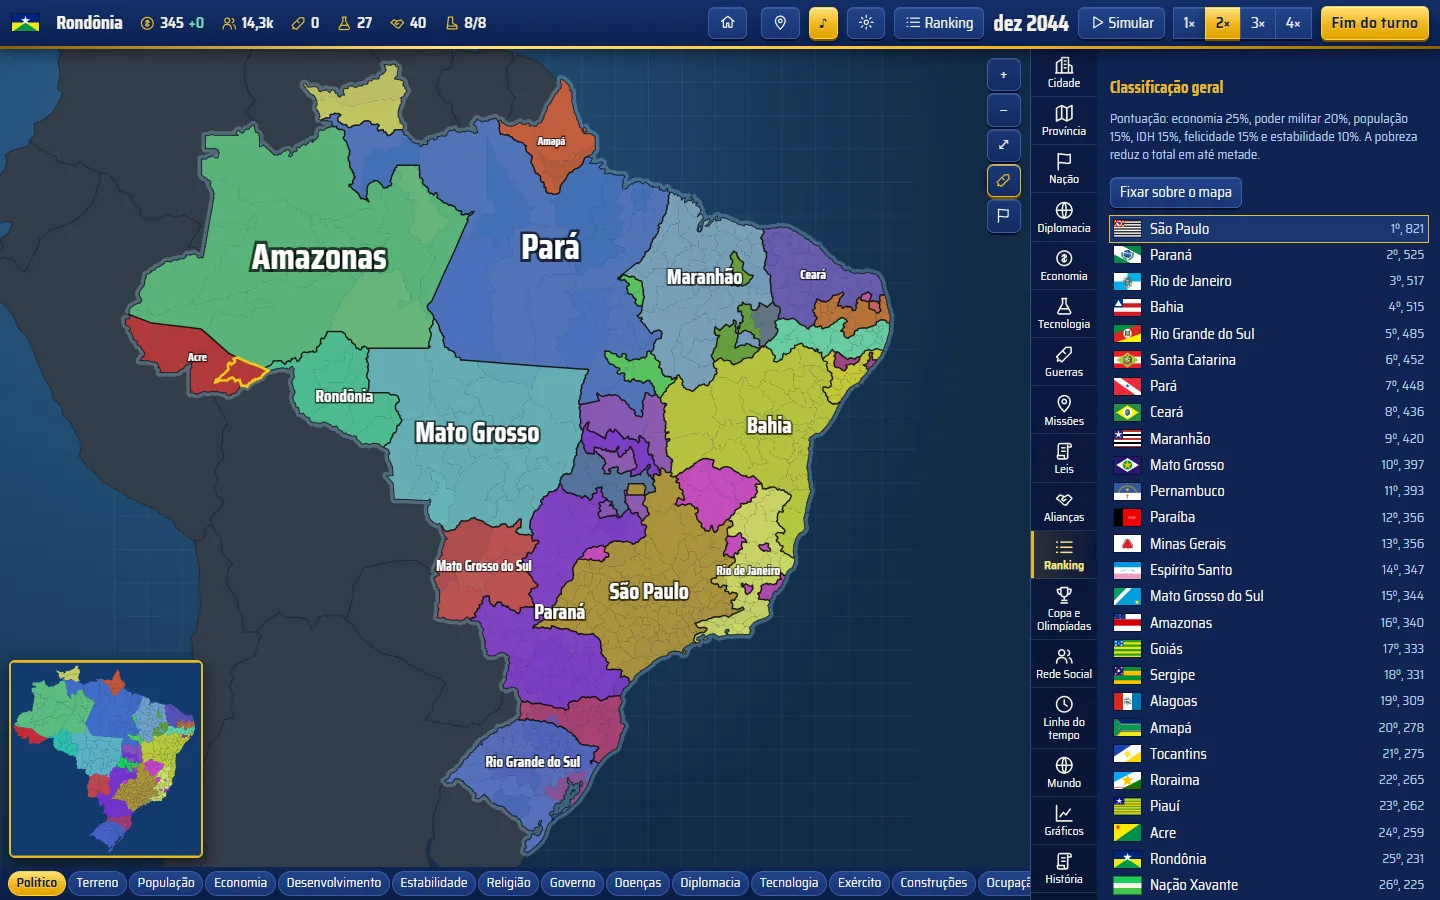 Rondônia 345 +0 14,3k 0 27 40 8/8 Ranking dez 2044 Simular 1× 2× 3× 4× Fim do turno
+
−
Amapá
Amazonas
Pará
Maranhão
Ceará
Acre
Rondônia
Mato Grosso
Bahia
Mato Grosso do Sul
São Paulo
Rio de Janeiro
Paraná
Rio Grande do Sul
Político Terreno População Economia Desenvolvimento Estabilidade Religião Governo Doenças Diplomacia Tecnologia Exército Construções Ocupaçã
Cidade
Província
Nação
Diplomacia
Economia
Tecnologia
Guerras
Missões
Leis
Alianças
Ranking
Copa e
Olimpíadas
Rede Social
Linha do
tempo
Mundo
Gráficos
História
Classificação geral
Pontuação: economia 25%, poder militar 20%, população
15%, IDH 15%, felicidade 15% e estabilidade 10%. A pobreza
reduz o total em até metade.
Fixar sobre o mapa
São Paulo 1º, 821
Paraná 2º, 525
Rio de Janeiro 3º, 517
Bahia 4º, 515
Rio Grande do Sul 5º, 485
Santa Catarina 6º, 452
Pará 7º, 448
Ceará 8º, 436
Maranhão 9º, 420
Mato Grosso 10º, 397
Pernambuco 11º, 393
Paraíba 12º, 356
Minas Gerais 13º, 356
Espírito Santo 14º, 347
Mato Grosso do Sul 15º, 344
Amazonas 16º, 340
Goiás 17º, 333
Sergipe 18º, 331
Alagoas 19º, 309
Amapá 20º, 278
Tocantins 21º, 275
Roraima 22º, 265
Piauí 23º, 262
Acre 24º, 259
Rondônia 25º, 231
Nação Xavante 26º, 225